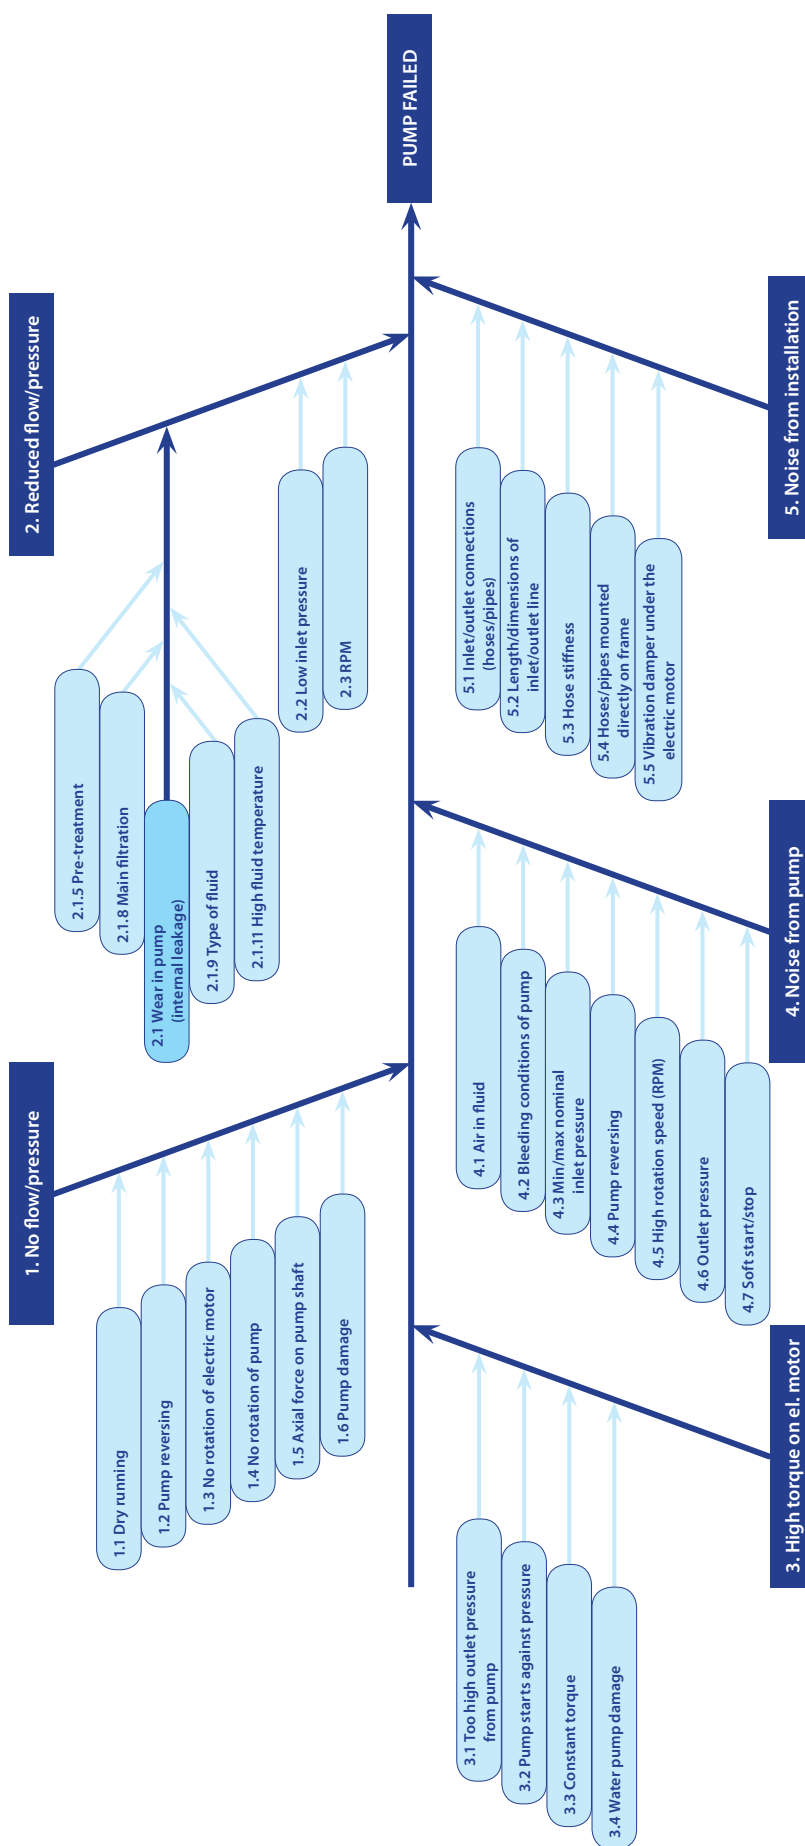 1. No flow/pressure
1.1 Dry running
1.2 Pump reversing
1.3 No rotation of electric motor
1.4 No rotation of pump
1.5 Axial force on pump shaft
1.6 Pump damage
2. Reduced flow/pressure
2.1.5 Pre-treatment
2.1.8 Main filtration
2.1 Wear in pump
(internal leakage)
2.1.9 Type of fluid
2.1.11 High fluid temperature
2.2 Low inlet pressure
2.3 RPM
PUMP FAILED
3.1 Too high outlet pressure
from pump
3.2 Pump starts against pressure
3.3 Constant torque
3.4 Water pump damage
3. High torque on el. motor
4.1 Air in fluid
4.2 Bleeding conditions of pump
4.3 Min/max nominal
inlet pressure
4.4 Pump reversing
4.5 High rotation speed (RPM)
4.6 Outlet pressure
4.7 Soft start/stop
4. Noise from pump
5.1 Inlet/outlet connections
(hoses/pipes)
5.2 Length/dimensions of
inlet/outlet line
5.3 Hose stiffness
5.4 Hoses/pipes mounted
directly on frame
5.5 Vibration damper under the
electric motor
5. Noise from installation